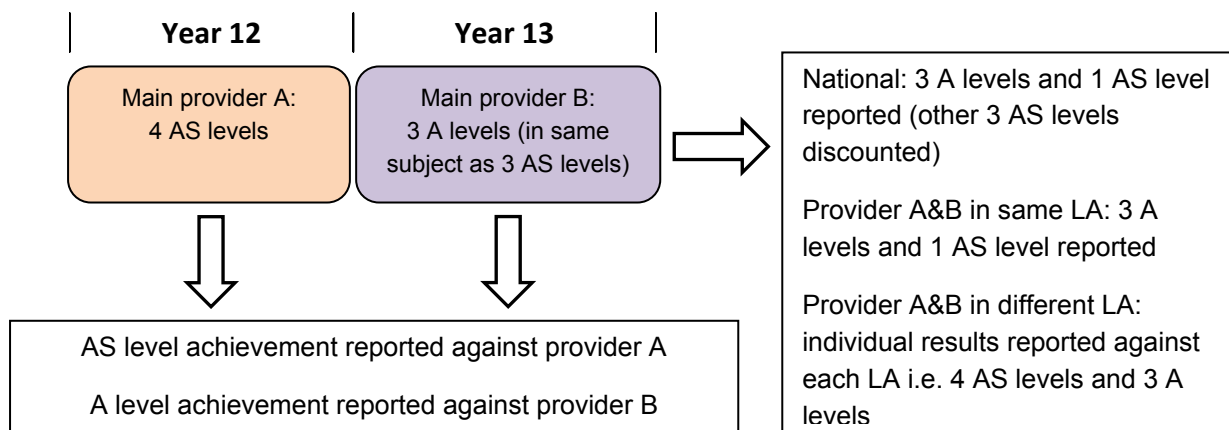 Year 12
Year 13
Main provider A:
4 AS levels
Main provider B:
3 A levels (in same
subject as 3 AS levels)
National: 3 A levels and 1 AS level
reported (other 3 AS levels
discounted)
Provider A&B in same LA: 3 A
levels and 1 AS level reported
Provider A&B in different LA:
individual results reported against
each LA i.e. 4 AS levels and 3 A
levels
AS level achievement reported against provider A
A level achievement reported against provider B